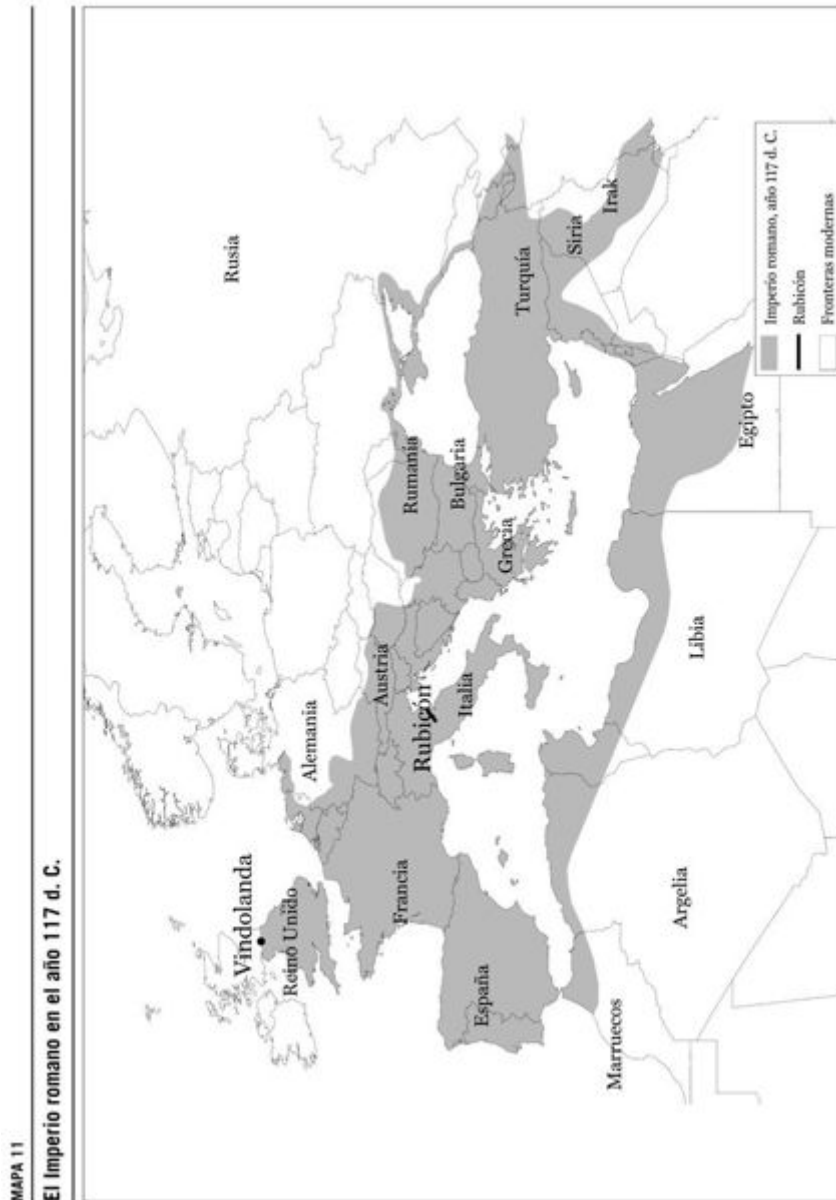 MAPA 11
El Imperio romano en el año 117 d. C.
Rusia
Vindolanda
Reino Unido
Alemania
Francia
Austria
Rumanía
Rubicón
Bulgaria
Italia
España
Grecia
Turquía
Siria
Irak
Marruecos
Argelia
Libia
Egipto
Imperio romano, año 117 d. C.
Rubicón
Fronteras modernas